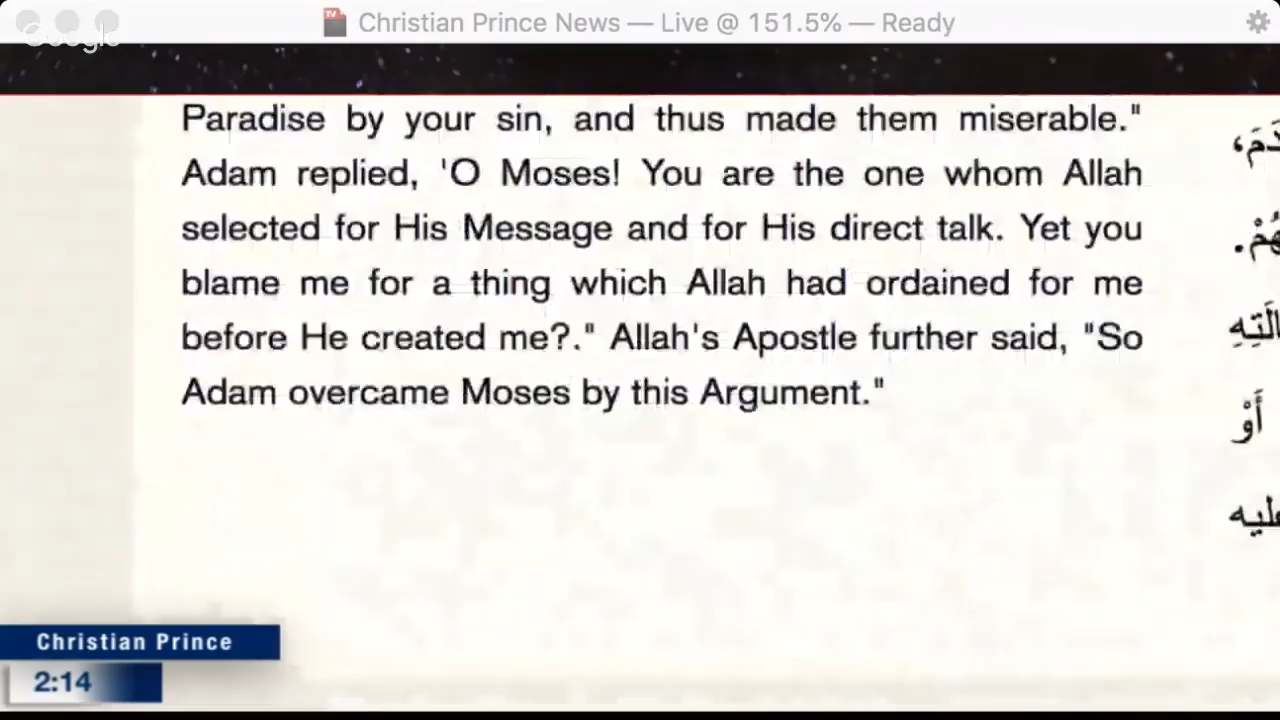 Christian Prince News — Live @ 151.5% — Ready
Google
Paradise by your sin, and thus made them miserable."
Adam replied, 'O Moses! You are the one whom Allah
selected for His Message and for His direct talk. Yet you
blame me for a thing which Allah had ordained for me
before He created me?." Allah's Apostle further said, "So
Adam overcame Moses by this Argument."
أَوْ
Christian Prince
2:14